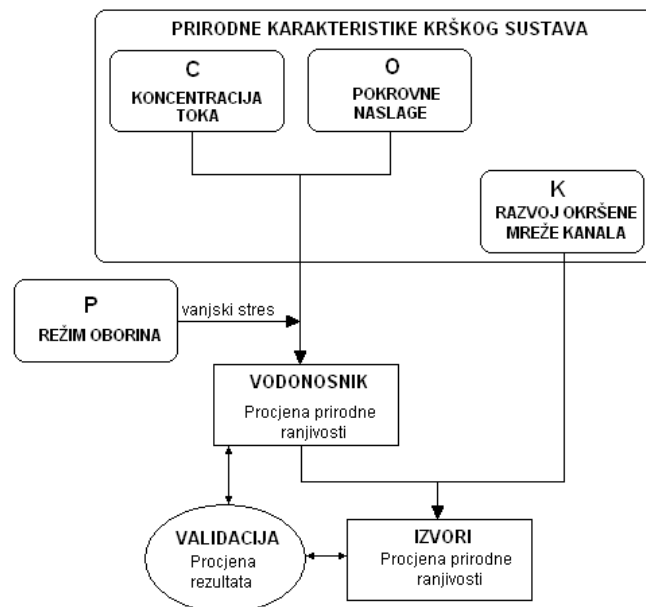 PRIRODNE KARAKTERISTIKE KRŠKOG SUSTAVA
C
KONCENTRACIJA
TOKA
O
POKROVNE
NASLAGE
K
RAZVOJ OKRŠENE
MREŽE KANALA
P
REŽIM OBORINA
vanjski stres
VODONOSNIK
Procjena prirodne
ranjivosti
VALIDACIJA
Procjena
rezultata
IZVORI
Procjena prirodne
ranjivosti